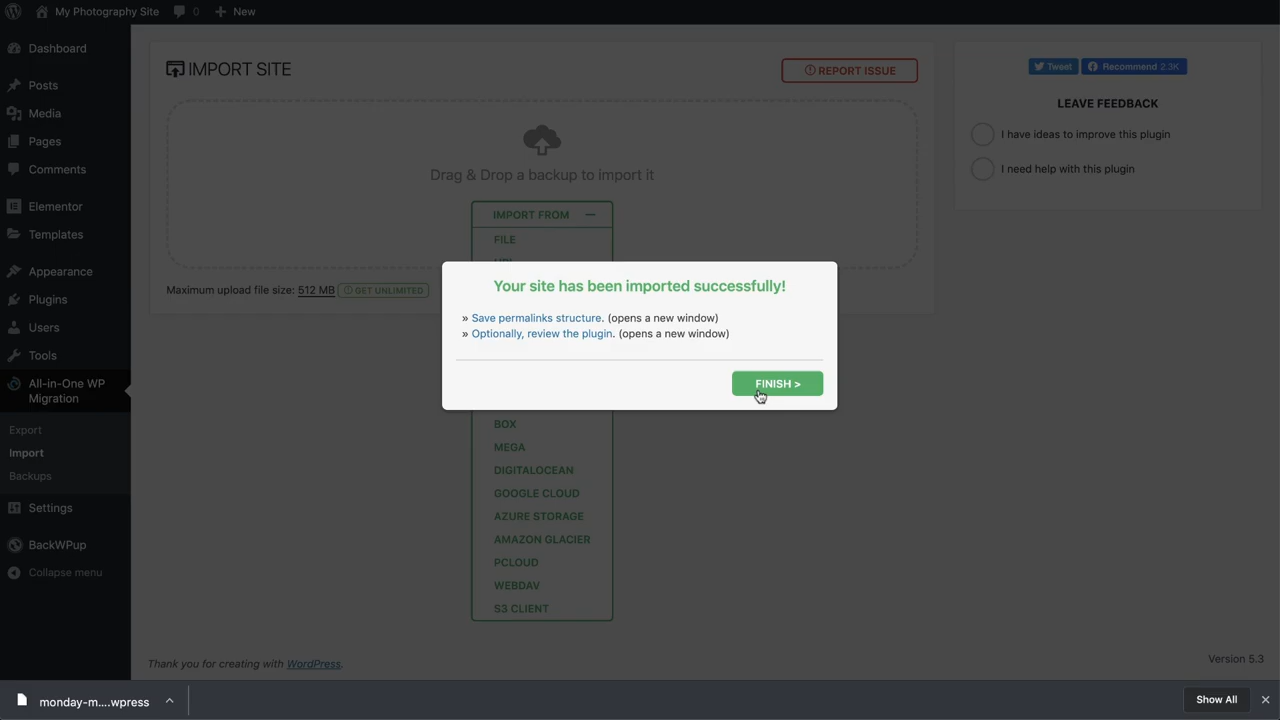 My Photography Site
0
New
Dashboard
Posts
Media
Pages
Comments
Elementor
Templates
Appearance
Plugins
Users
Tools
All-in-One WP
Migration
Export
Import
Backups
Settings
BackWPup
Collapse menu
IMPORT SITE
REPORT ISSUE
Drag & Drop a backup to import it
IMPORT FROM
FILE
Maximum upload file size: 512 MB
GET UNLIMITED
Your site has been imported successfully!
» Save permalinks structure. (opens a new window)
» Optionally, review the plugin. (opens a new window)
FINISH >
BOX
MEGA
DIGITALOCEAN
GOOGLE CLOUD
AZURE STORAGE
AMAZON GLACIER
PCLOUD
WEBDAV
S3 CLIENT
Tweet
Recommend 2.3K
LEAVE FEEDBACK
I have ideas to improve this plugin
I need help with this plugin
Thank you for creating with WordPress.
Version 5.3
monday-m....wpress
Show All